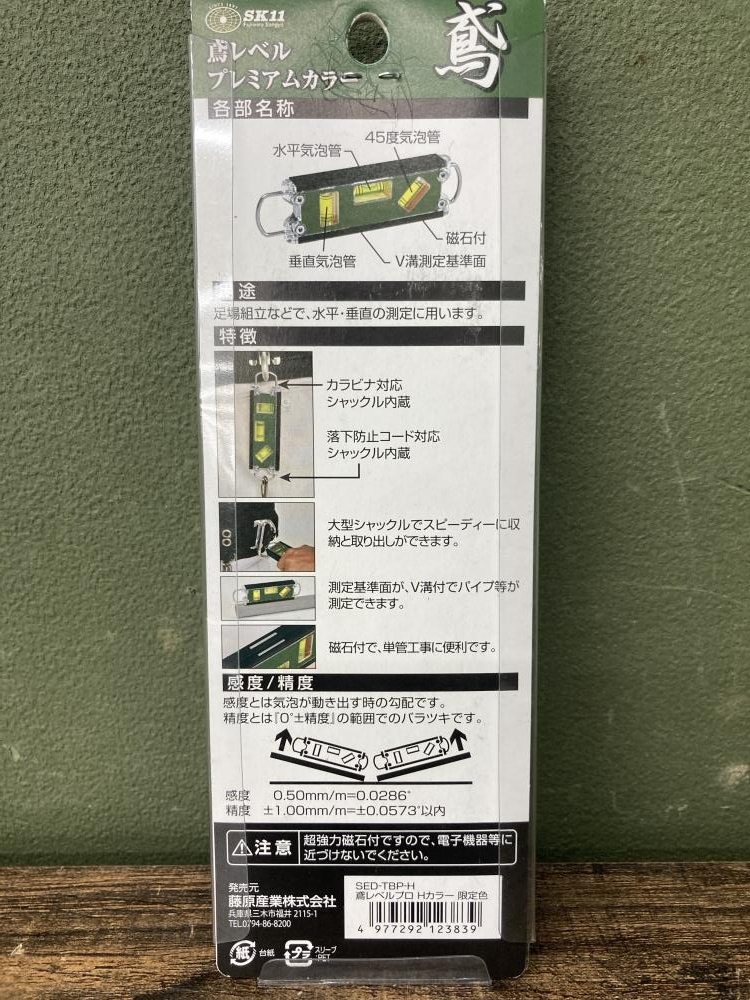 SINCE 1895
SK11
Fujiwara Sangyo
鳶
鳶レベル
プレミアムカラー
各部名称
45度気泡管
水平気泡管
磁石付
垂直気泡管
V溝測定基準面
途
足場組立などで、水平・垂直の測定に用います。
特徴
カラビナ対応
シャックル内蔵
落下防止コード対応
シャックル内蔵
大型シャックルでスピーディーに収
納と取り出しができます。
測定基準面が、V溝付でパイプ等が
測定できます。
磁石付で、単管工事に便利です。
感度/精度
感度とは気泡が動き出す時の勾配です。
精度とは『0°±精度』の範囲でのバラツキです。
感度 0.50mm/m=0.0286°
精度 ±1.00mm/m=±0.0573°以内
注意
超強力磁石付ですので、電子機器等に
近づけないでください。
発売元
藤原産業株式会社
兵庫県三木市福井 2115-1
TEL.0794-86-8200
SED-TBP-H
鳶レベルプロ Hカラー 限定色
4 977292 123839
紙 台紙
プラ スリーブ
:PET